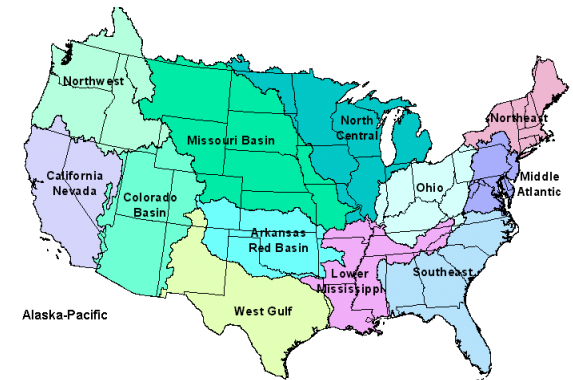 Northwest
North
Central
Northeast
Missouri Basin
California
Nevada
Colorado
Basin
Ohio
Middle
Atlantic
Arkansas
Red Basin
Lower
Mississippi
Southeast
West Gulf
Alaska-Pacific